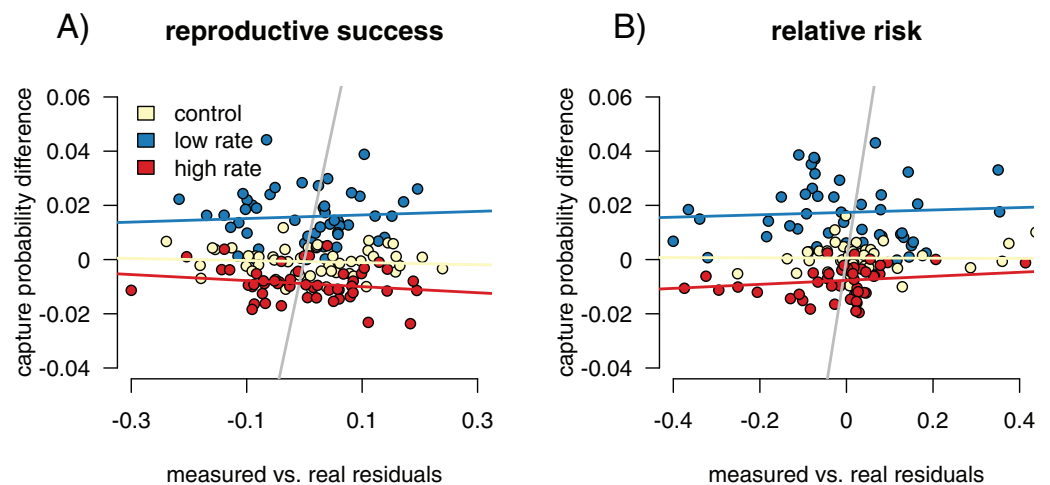 A) reproductive success
capture probability difference
0.06
0.04
0.02
0
-0.02
-0.04
control
low rate
high rate
-0.3
-0.1
0.1
0.3
measured vs. real residuals
B) relative risk
capture probability difference
0.06
0.04
0.02
0
-0.02
-0.04
-0.4
-0.2
0
0.2
0.4
measured vs. real residuals